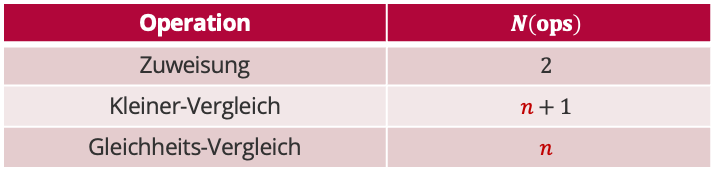 Operation N(ops)
Zuweisung 2
Kleiner-Vergleich n + 1
Gleichheits-Vergleich n